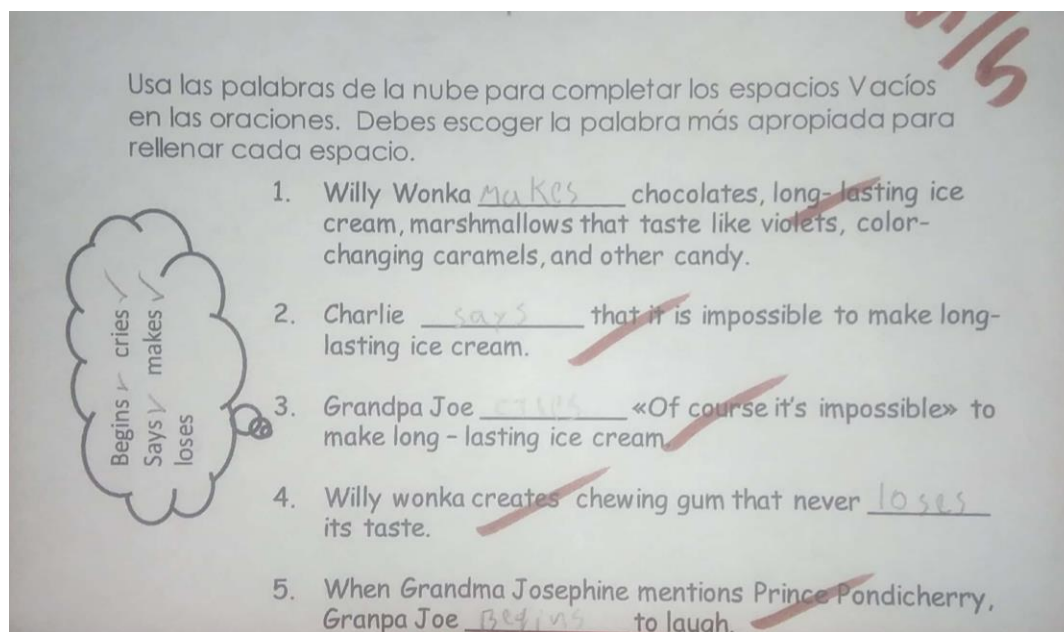 5/5
Usa las palabras de la nube para completar los espacios Vacíos
en las oraciones. Debes escoger la palabra más apropiada para
rellenar cada espacio.
1. Willy Wonka makes chocolates, long- lasting ice
cream, marshmallows that taste like violets, color-
changing caramels, and other candy.
Begins ✓ cries ✓
Says ✓ makes ✓
loses
2. Charlie says that it is impossible to make long-
lasting ice cream.
3. Grandpa Joe cries «Of course it's impossible» to
make long - lasting ice cream.
4. Willy wonka creates chewing gum that never loses
its taste.
5. When Grandma Josephine mentions Prince Pondicherry,
Granpa Joe Begins to laugh.